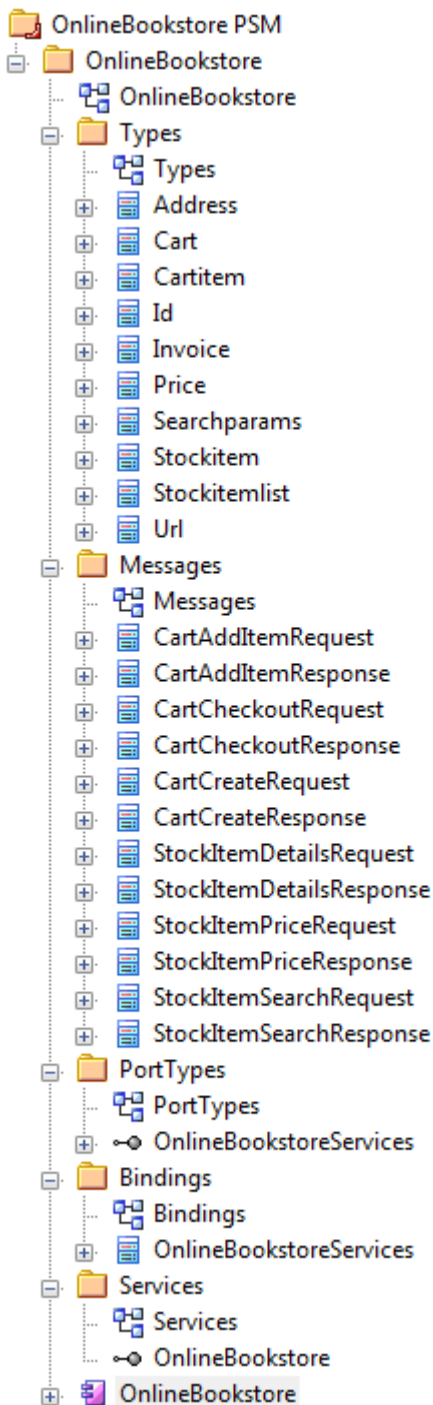 OnlineBookstore PSM
OnlineBookstore
OnlineBookstore
Types
Types
Address
Cart
Cartitem
Id
Invoice
Price
Searchparams
Stockitem
Stockitemlist
Url
Messages
Messages
CartAddItemRequest
CartAddItemResponse
CartCheckoutRequest
CartCheckoutResponse
CartCreateRequest
CartCreateResponse
StockItemDetailsRequest
StockItemDetailsResponse
StockItemPriceRequest
StockItemPriceResponse
StockItemSearchRequest
StockItemSearchResponse
PortTypes
PortTypes
OnlineBookstoreServices
Bindings
Bindings
OnlineBookstoreServices
Services
Services
OnlineBookstore
OnlineBookstore